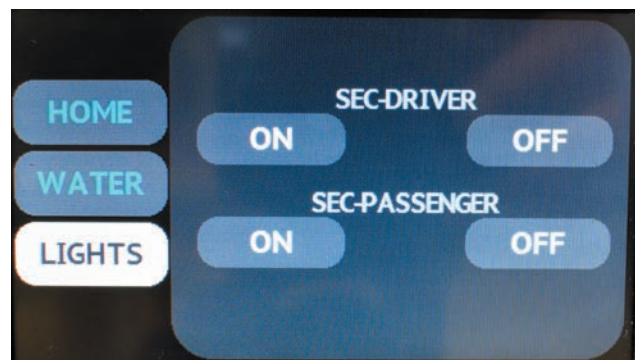 HOME
WATER
LIGHTS
SEC-DRIVER
ON OFF
SEC-PASSENGER
ON OFF